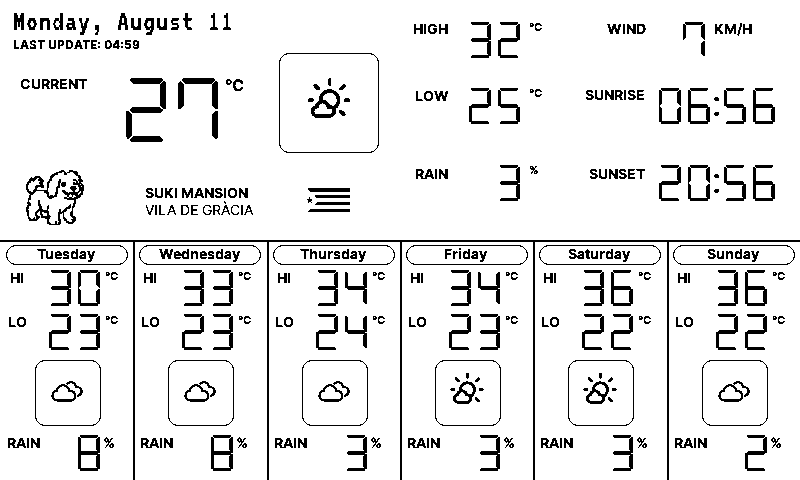 Monday, August 11
LAST UPDATE: 04:59
CURRENT 27 °C
HIGH 32 °C
WIND 7 KM/H
LOW 25 °C
SUNRISE 06:56
RAIN 3 %
SUNSET 20:56
SUKI MANSION
VILA DE GRÀCIA
Tuesday
HI 30 °C
LO 23 °C
RAIN 8 %
Wednesday
HI 33 °C
LO 23 °C
RAIN 8 %
Thursday
HI 34 °C
LO 24 °C
RAIN 3 %
Friday
HI 34 °C
LO 23 °C
RAIN 3 %
Saturday
HI 36 °C
LO 22 °C
RAIN 3 %
Sunday
HI 36 °C
LO 22 °C
RAIN 2 %